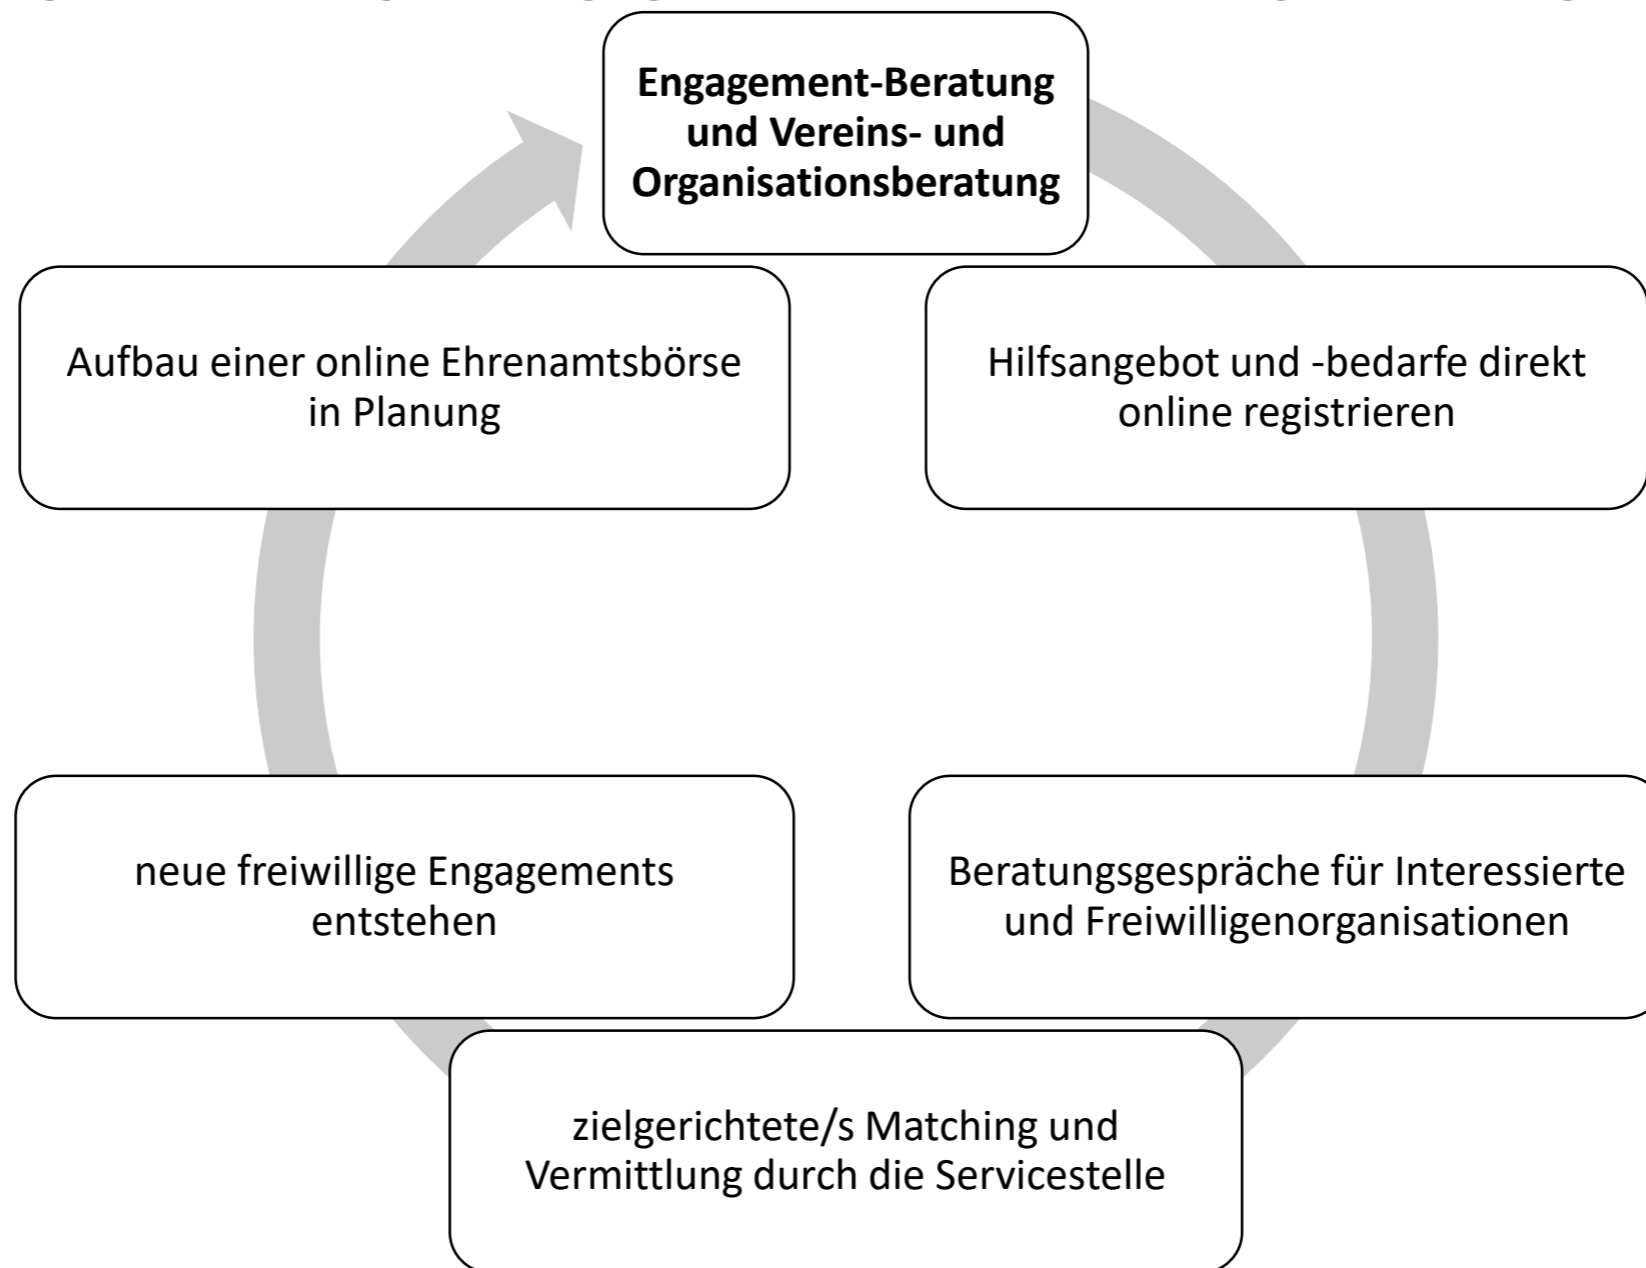 Engagement-Beratung
und Vereins- und
Organisationsberatung
Hilfsangebot und -bedarfe direkt
online registrieren
Beratungsgespräche für Interessierte
und Freiwilligenorganisationen
zielgerichtete/s Matching und
Vermittlung durch die Servicestelle
neue freiwillige Engagements
entstehen
Aufbau einer online Ehrenamtsbörse
in Planung